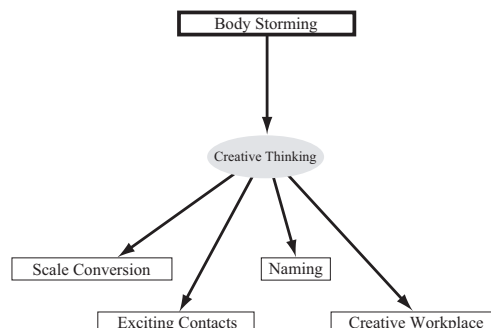 Body Storming
Creative Thinking
Scale Conversion
Naming
Exciting Contacts
Creative Workplace